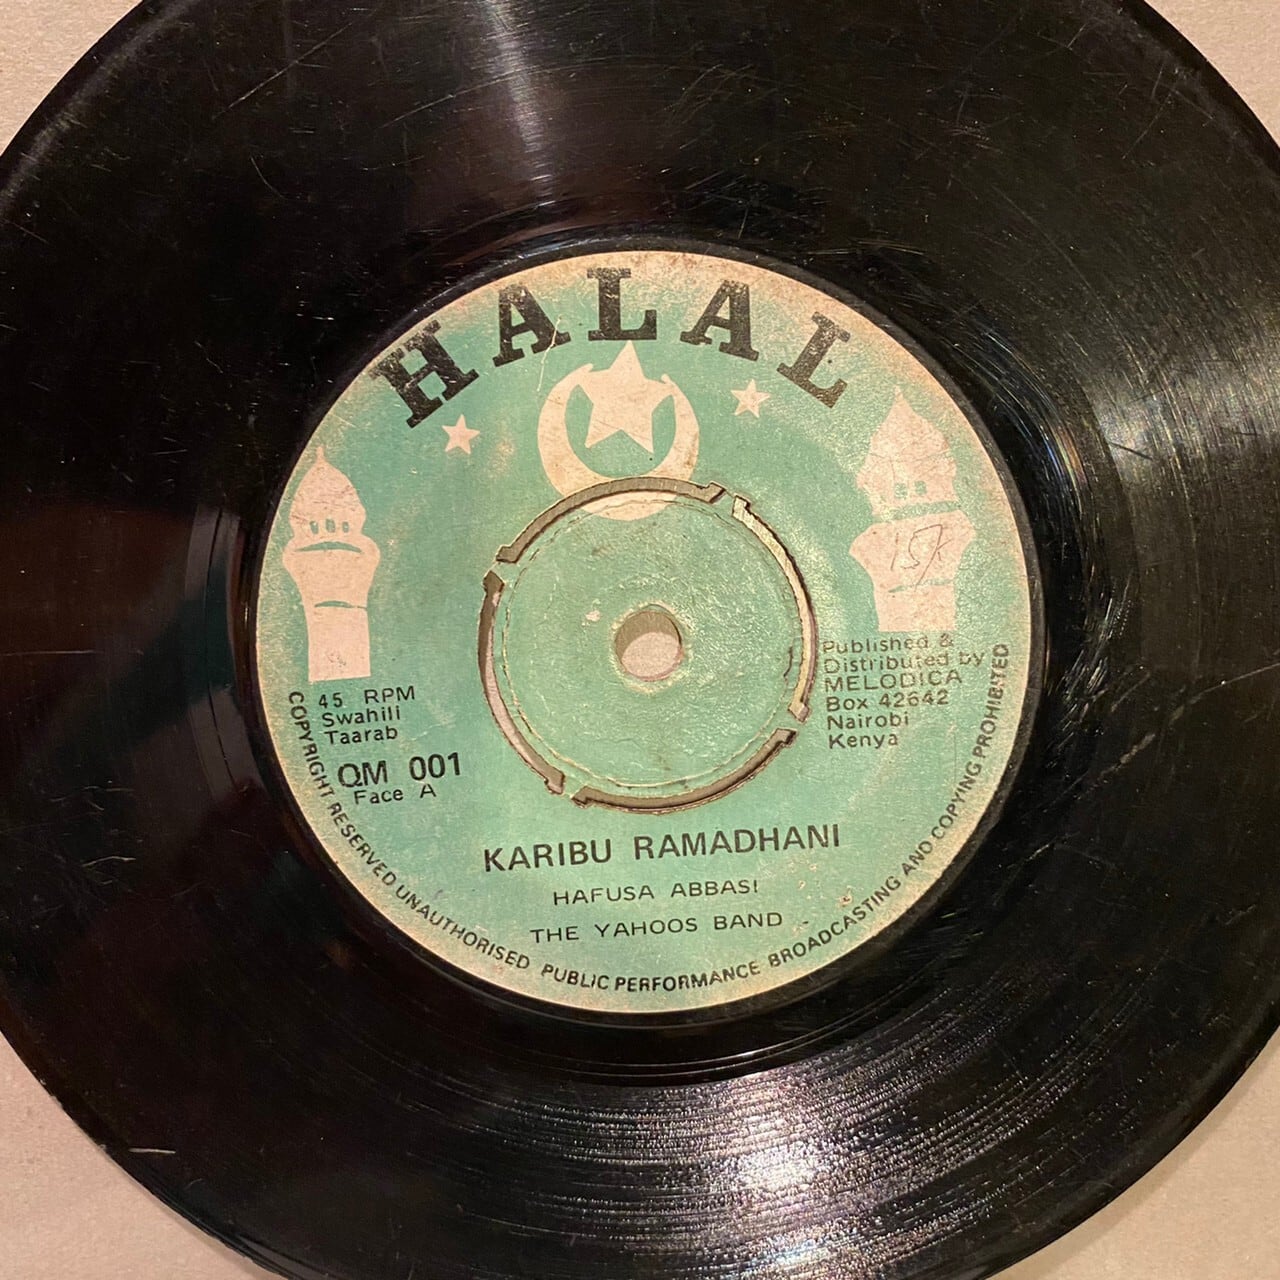 HALAL
15/-
45 RPM
Swahili
Taarab
QM 001
Face A
Published &
Distributed by
MELODICA
Box 42642
Nairobi
Kenya
KARIBU RAMADHANI
HAFUSA ABBASI
THE YAHOOS BAND
COPYRIGHT RESERVED UNAUTHORISED PUBLIC PERFORMANCE BROADCASTING AND COPYING PROHIBITED